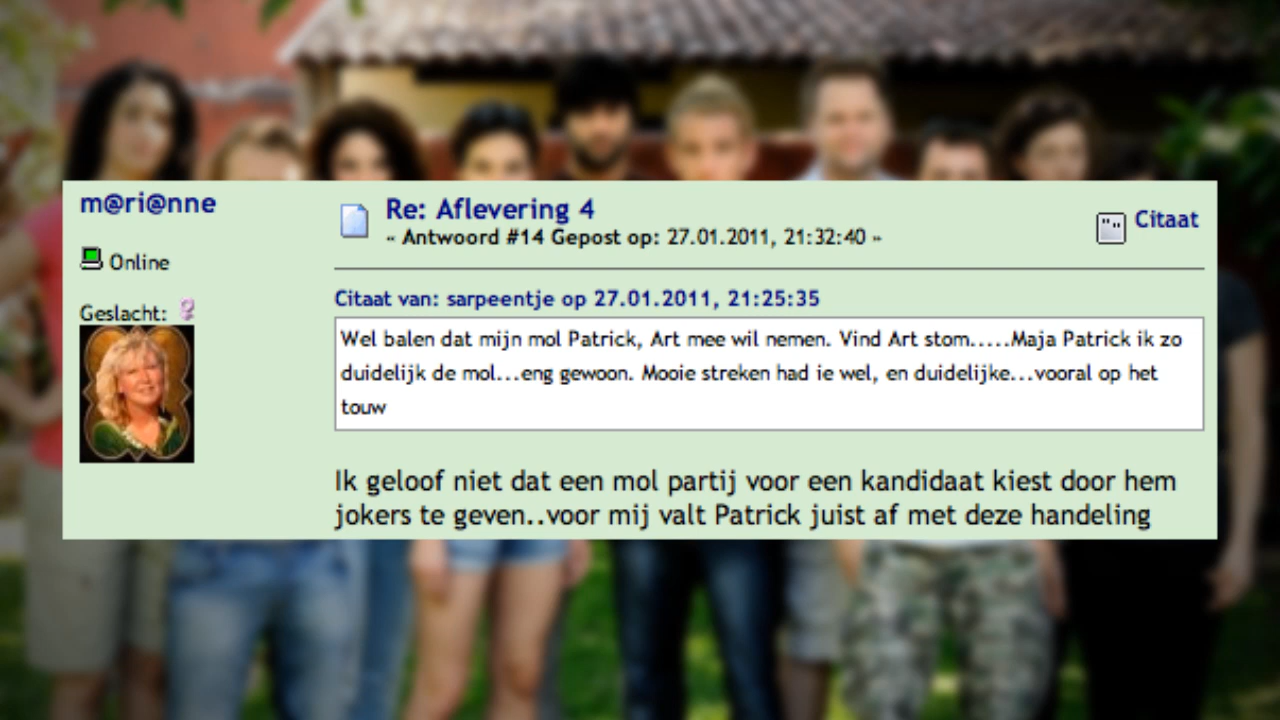 m@ri@nne
Online
Geslacht:
Re: Aflevering 4
« Antwoord #14 Gepost op: 27.01.2011, 21:32:40 »
Citaat
Citaat van: sarpeentje op 27.01.2011, 21:25:35
Wel balen dat mijn mol Patrick, Art mee wil nemen. Vind Art stom.....Maja Patrick ik zo
duidelijk de mol...eng gewoon. Mooie streken had ie wel, en duidelijke...vooral op het
touw
Ik geloof niet dat een mol partij voor een kandidaat kiest door hem
jokers te geven..voor mij valt Patrick juist af met deze handeling